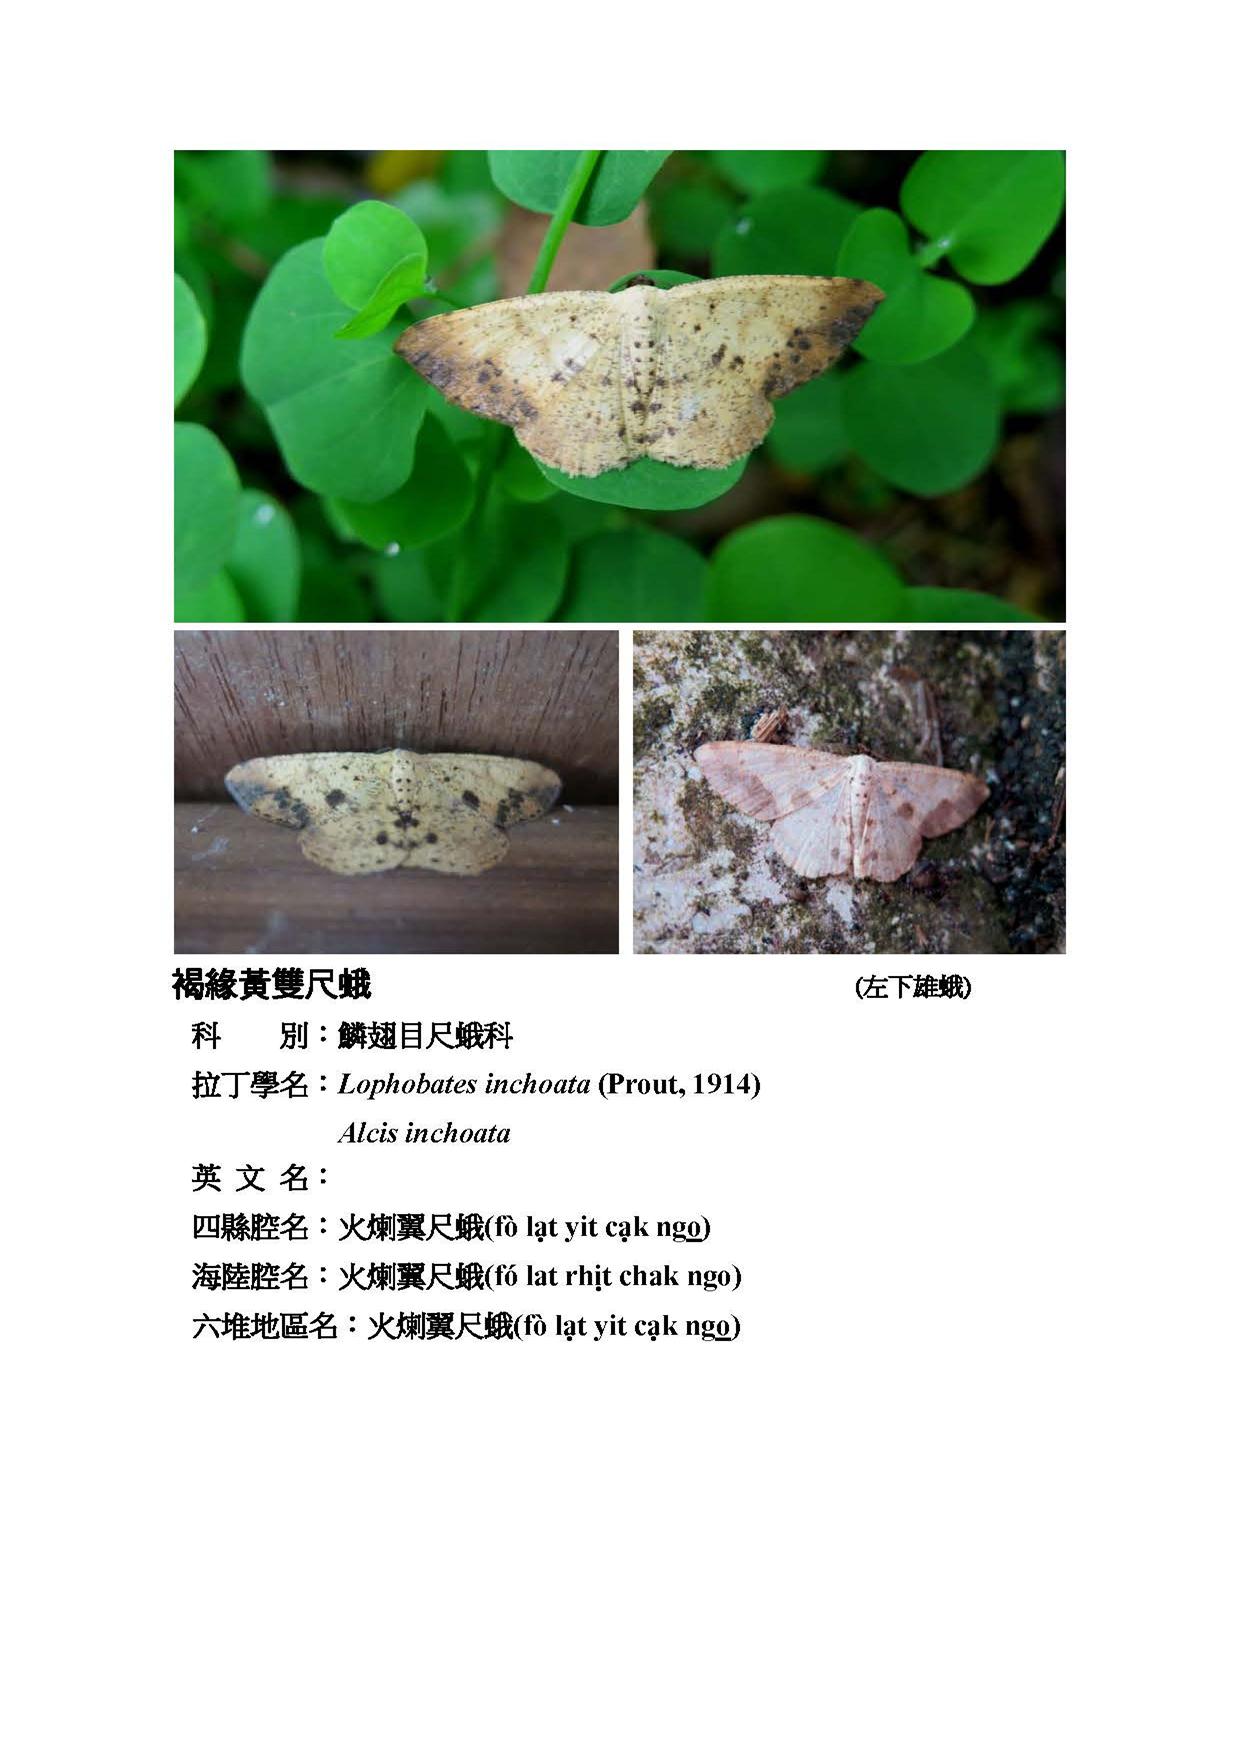 褐緣黃雙尺蛾 (左下雄蛾)
科 別：鱗翅目尺蛾科
拉丁學名：Lophobates inchoata (Prout, 1914)
Alcis inchoata
英 文 名：
四縣腔名：火爛翼尺蛾(fò lạt yit cạk ngo)
海陸腔名：火爛翼尺蛾(fó lat rhịt chak ngo)
六堆地區名：火爛翼尺蛾(fò lạt yit cạk ngo)